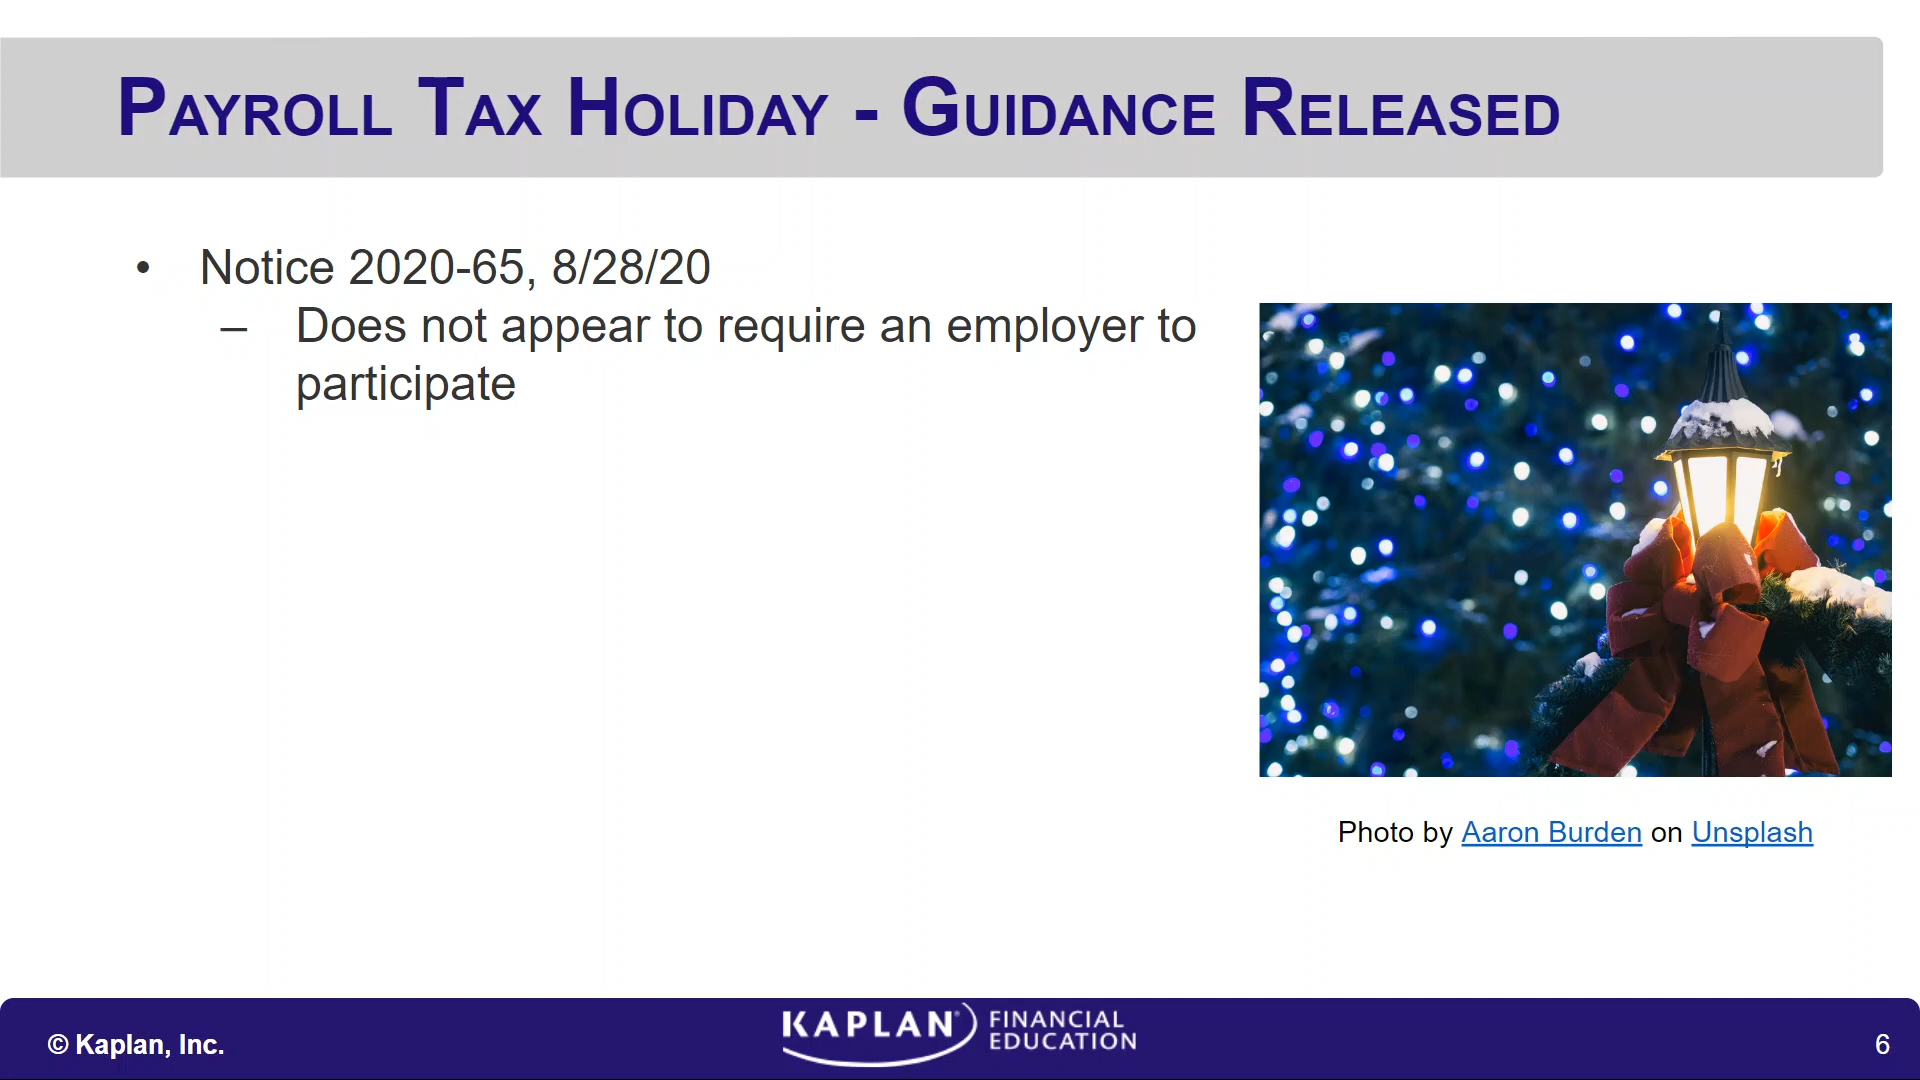 PAYROLL TAX HOLIDAY - GUIDANCE RELEASED
• Notice 2020-65, 8/28/20
– Does not appear to require an employer to
participate
Photo by Aaron Burden on Unsplash
© Kaplan, Inc.
KAPLAN® FINANCIAL
EDUCATION
6